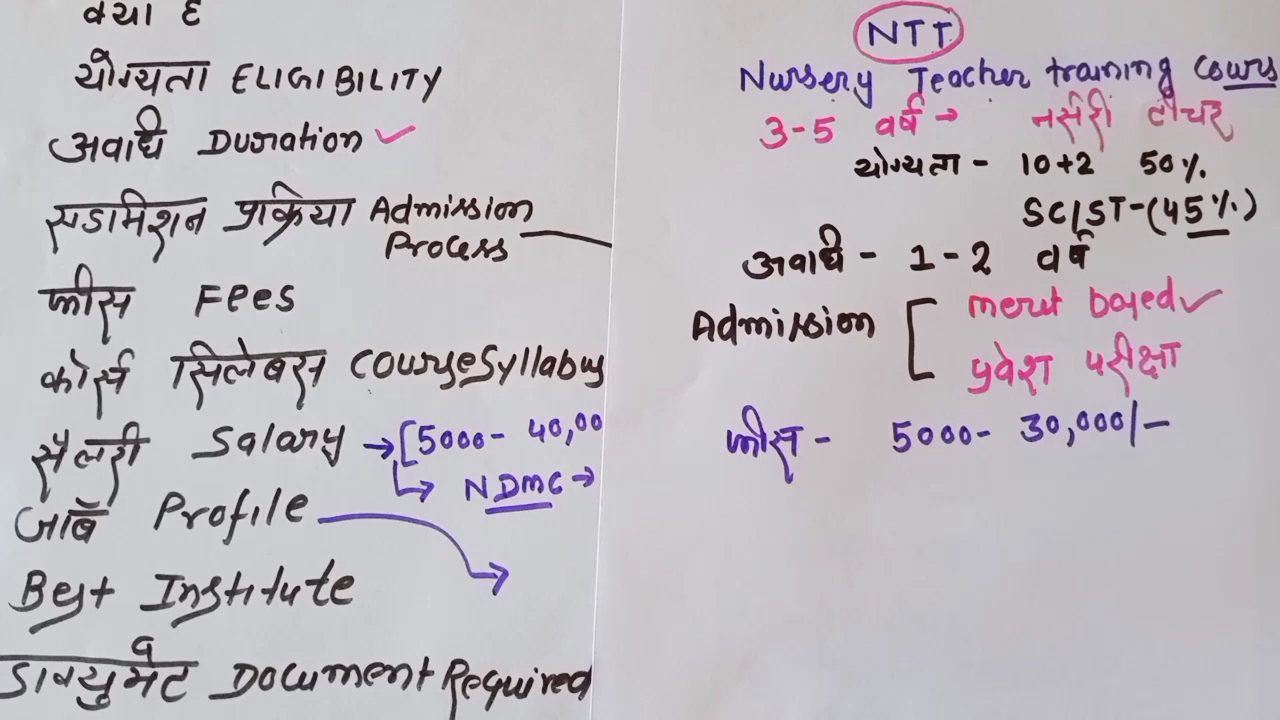 क्या है
योग्यता ELIGIBILITY
अवधि Duration ✓
एडमिशन प्रक्रिया Admission
Process
फीस Fees
कोर्स सिलेबस Course Syllabus
सैलरी Salary → [5000- 40,00
↳ NDMC →
जॉब Profile
Best Institute
डाक्युमेंट Document Required
NTT
Nursery Teacher training Cours
3-5 वर्ष → नर्सरी टीचर
योग्यता - 10+2 50%
SC/ST-(45%)
अवधि - 1-2 वर्ष
Admission [ merit based ✓
प्रवेश परीक्षा
फीस - 5000- 30,000/-